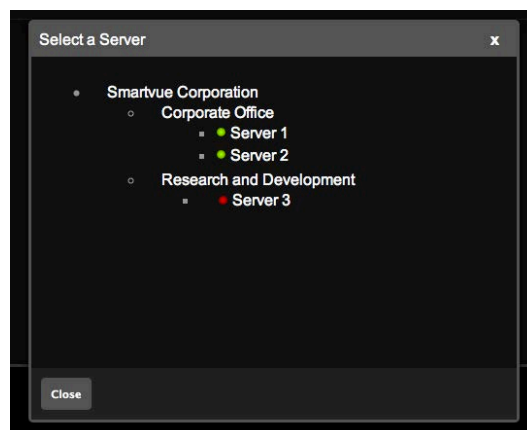 Select a Server
x
Smartvue Corporation
Corporate Office
Server 1
Server 2
Research and Development
Server 3
Close